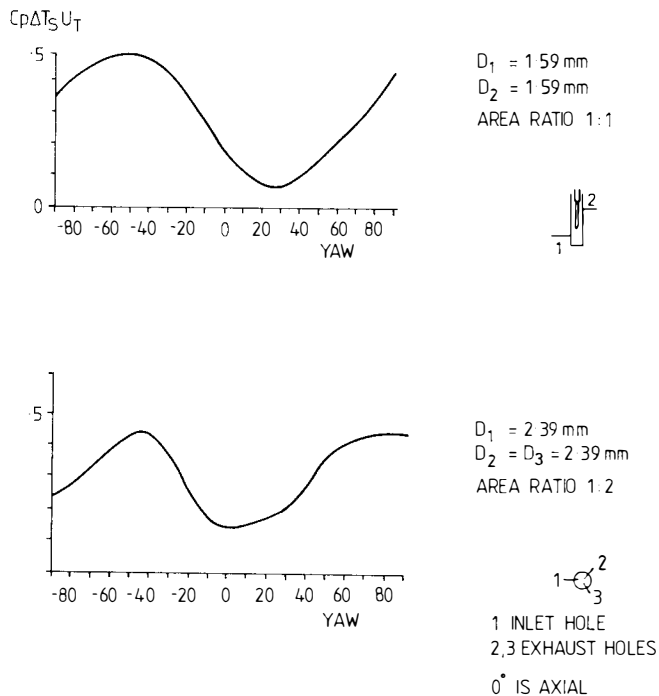 CpΔTsUT
·5
D1 = 1·59 mm
D2 = 1·59 mm
AREA RATIO 1:1
0
-80 -60 -40 -20 0 20 40 60 80
YAW
2
1
·5
D1 = 2·39 mm
D2 = D3 = 2·39 mm
AREA RATIO 1:2
-80 -60 -40 -20 0 20 40 60 80
YAW
2
1
3
1 INLET HOLE
2,3 EXHAUST HOLES
0° IS AXIAL